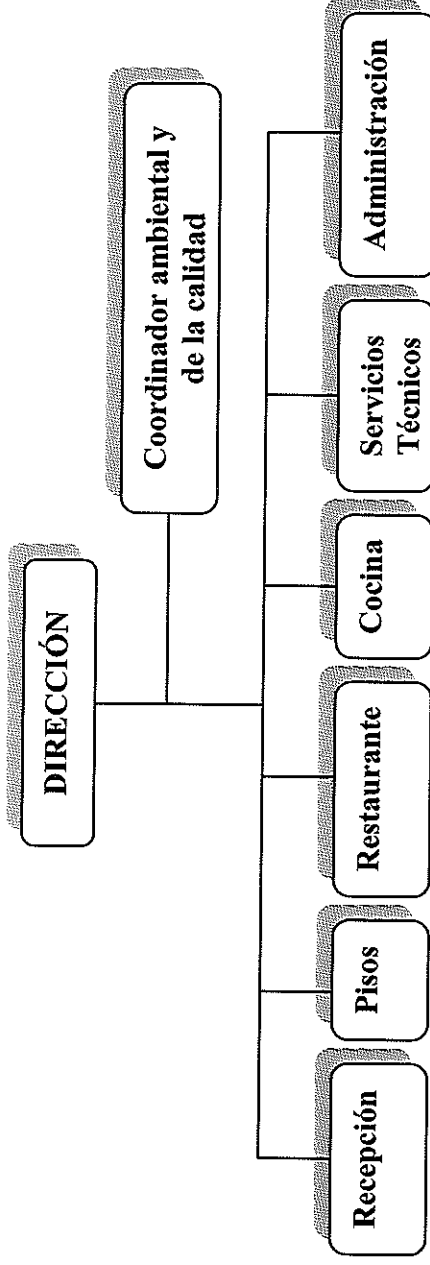 DIRECCIÓN
Coordinador ambiental y
de la calidad
Recepción
Pisos
Restaurante
Cocina
Servicios
Técnicos
Administración